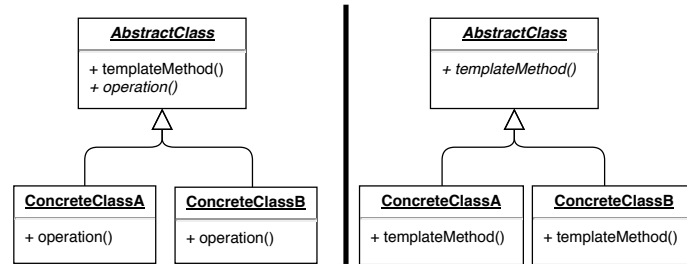 AbstractClass
+ templateMethod()
+ operation()
ConcreteClassA
+ operation()
ConcreteClassB
+ operation()
AbstractClass
+ templateMethod()
ConcreteClassA
+ templateMethod()
ConcreteClassB
+ templateMethod()